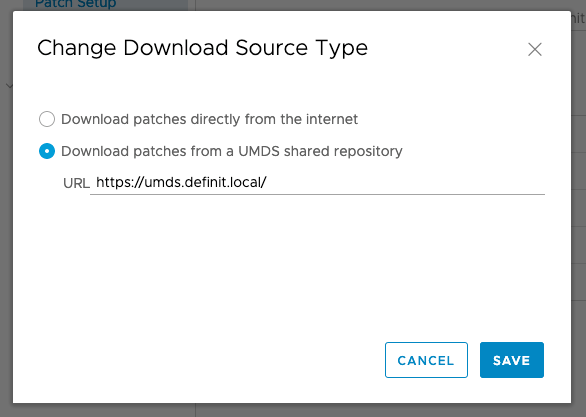 Patch Setup
Change Download Source Type
Download patches directly from the internet
Download patches from a UMDS shared repository
URL https://umds.definit.local/
CANCEL SAVE